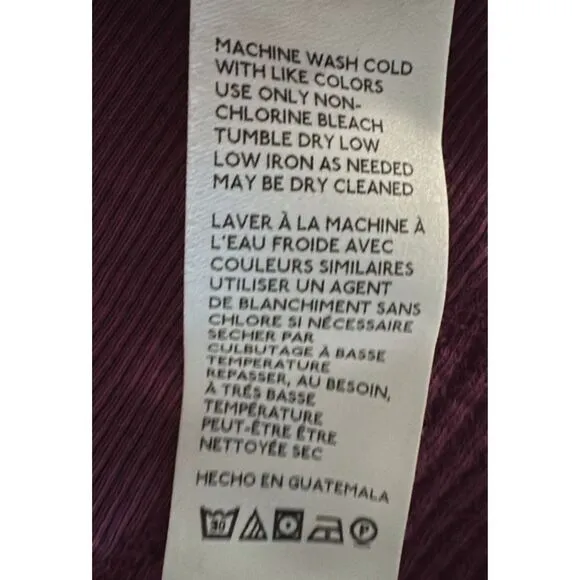 MACHINE WASH COLD
WITH LIKE COLORS
USE ONLY NON-
CHLORINE BLEACH
TUMBLE DRY LOW
LOW IRON AS NEEDED
MAY BE DRY CLEANED
LAVER À LA MACHINE À
L'EAU FROIDE AVEC
COULEURS SIMILAIRES
UTILISER UN AGENT
DE BLANCHIMENT SANS
CHLORE SI NÉCESSAIRE
SÉCHER PAR
CULBUTAGE À BASSE
TEMPÉRATURE
REPASSER, AU BESOIN,
À TRÉS BASSE
TEMPÉRATURE
PEUT-ÊTRE ÊTRE
NETTOYÉE SEC
HECHO EN GUATEMALA
30 P